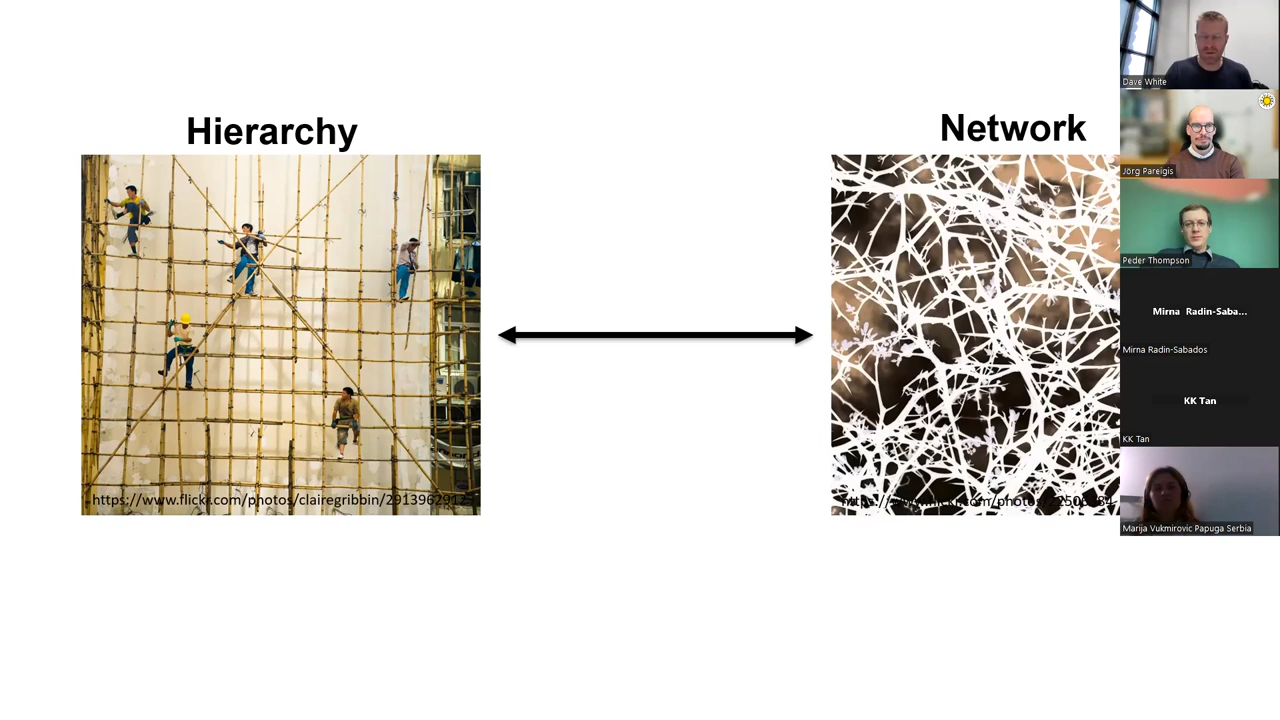 Hierarchy
Network
https://www.flickr.com/photos/clairegribbin/
Dave White
Jörg Pareigis
Peder Thompson
Mirna Radin-Saba...
Mirna Radin-Sabados
KK Tan
KK Tan
Marija Vukmirovic Papuga Serbia